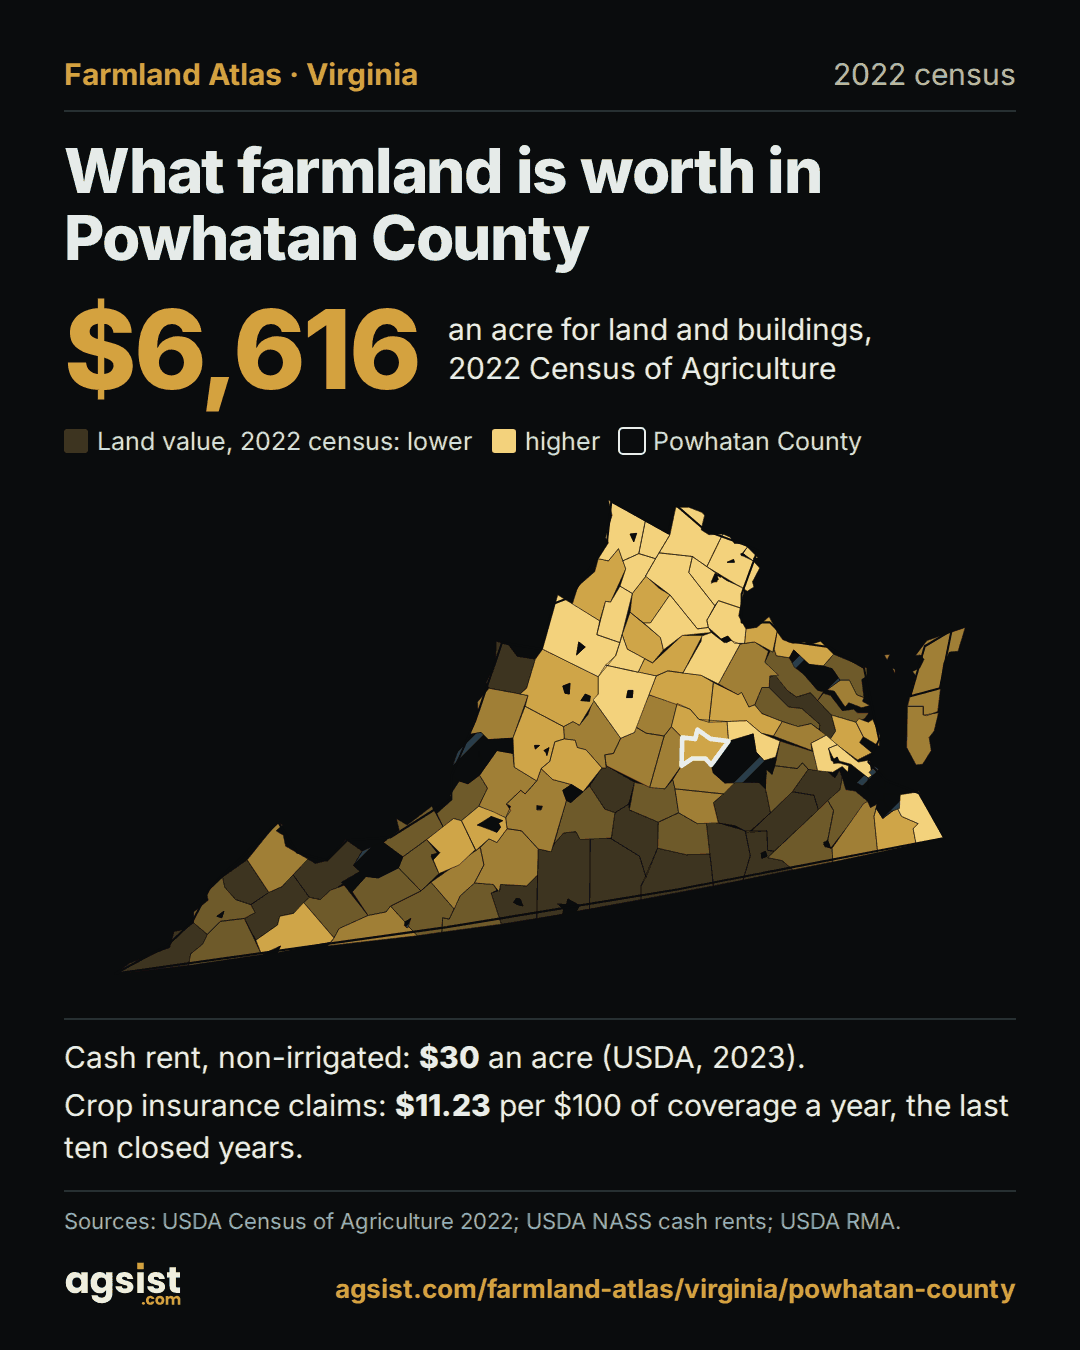 Farmland Atlas · Virginia
2022 census
What farmland is worth in
Powhatan County
$6,616
an acre for land and buildings,
2022 Census of Agriculture
Land value, 2022 census: lower
higher
Powhatan County
Cash rent, non-irrigated: $30 an acre (USDA, 2023).
Crop insurance claims: $11.23 per $100 of coverage a year, the last
ten closed years.
Sources: USDA Census of Agriculture 2022; USDA NASS cash rents; USDA RMA.
agsist
.com
agsist.com/farmland-atlas/virginia/powhatan-county